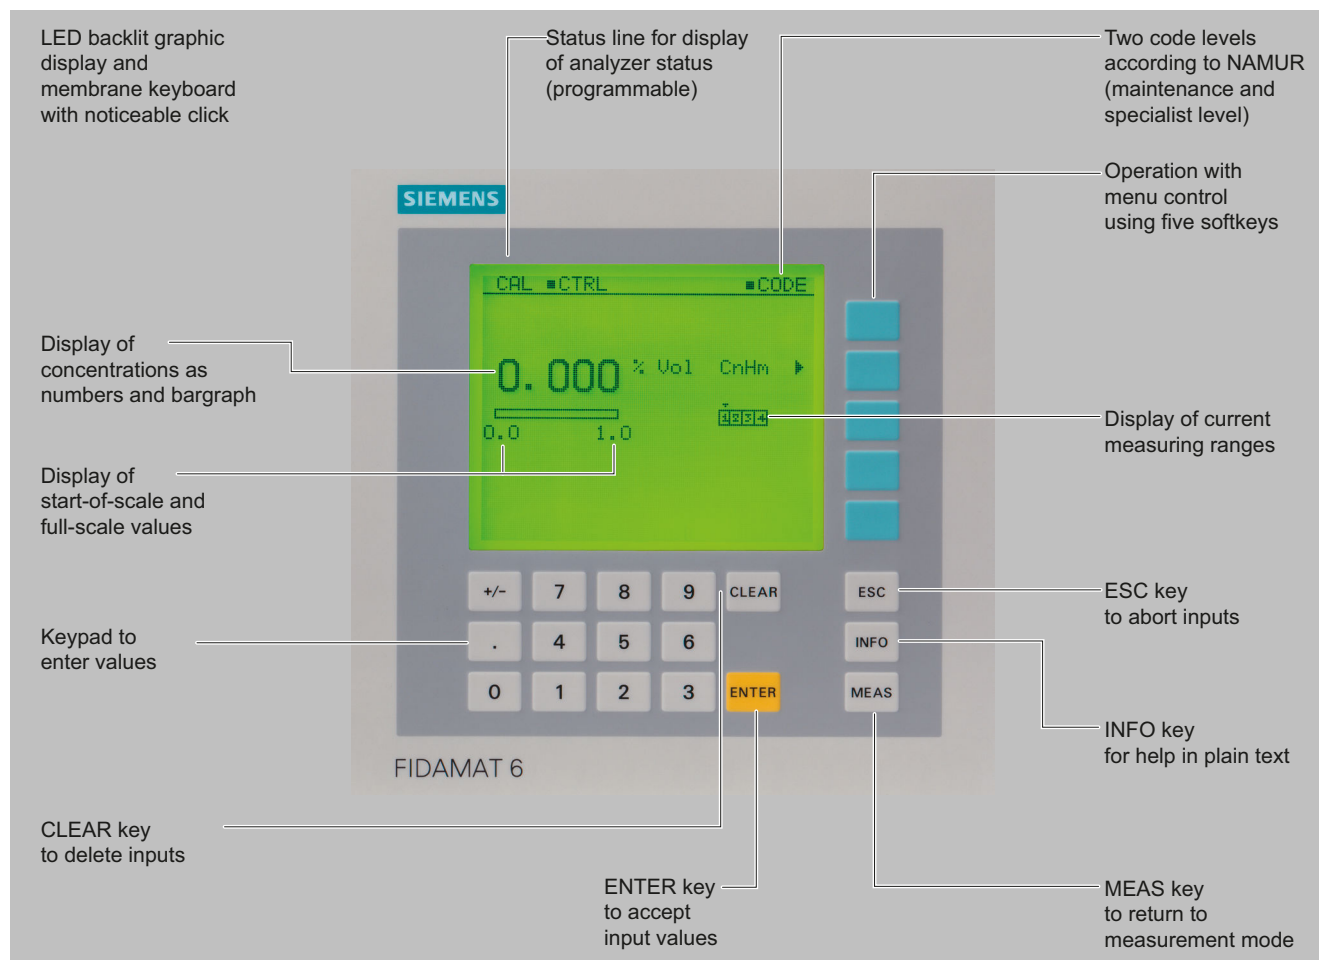 LED backlit graphic
display and
membrane keyboard
with noticeable click
Status line for display
of analyzer status
(programmable)
Two code levels
according to NAMUR
(maintenance and
specialist level)
Operation with
menu control
using five softkeys
SIEMENS
CAL ■CTRL ■CODE
Display of
concentrations as
numbers and bargraph
0.000 % Vol CnHm
1 2 3 4
0.0 1.0
Display of current
measuring ranges
Display of
start-of-scale and
full-scale values
+/– 7 8 9 CLEAR ESC
ESC key
to abort inputs
Keypad to
enter values
. 4 5 6 INFO
0 1 2 3 ENTER MEAS
INFO key
for help in plain text
FIDAMAT 6
CLEAR key
to delete inputs
ENTER key
to accept
input values
MEAS key
to return to
measurement mode